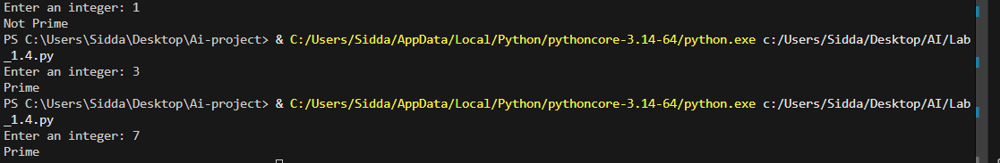 Enter an integer: 1
Not Prime
PS C:\Users\Sidda\Desktop\Ai-project> & C:/Users/Sidda/AppData/Local/Python/pythoncore-3.14-64/python.exe c:/Users/Sidda/Desktop/AI/Lab
_1.4.py
Enter an integer: 3
Prime
PS C:\Users\Sidda\Desktop\Ai-project> & C:/Users/Sidda/AppData/Local/Python/pythoncore-3.14-64/python.exe c:/Users/Sidda/Desktop/AI/Lab
_1.4.py
Enter an integer: 7
Prime